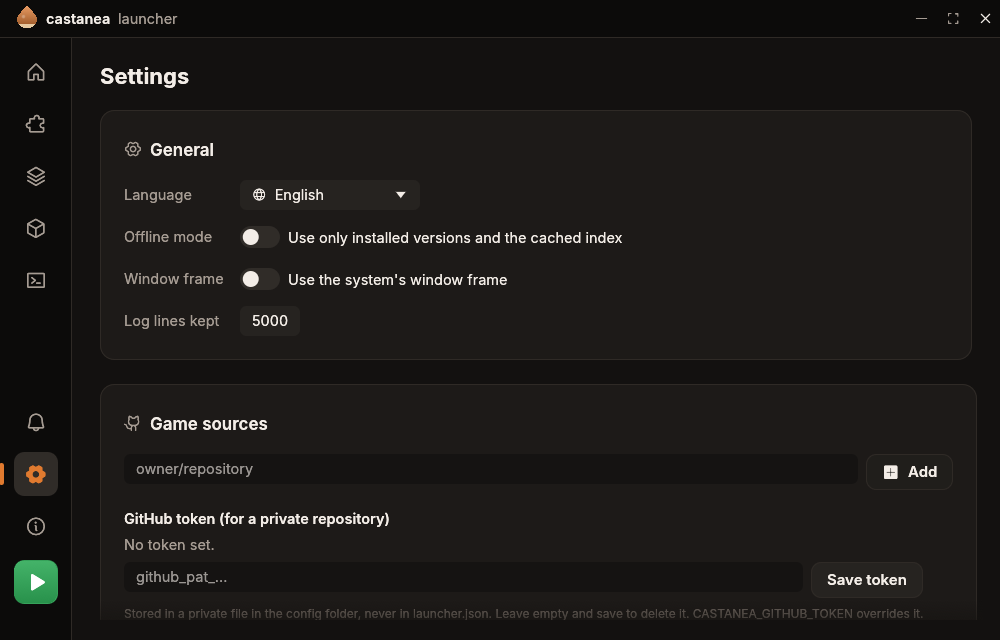 castanea launcher
Settings
General
Language English
Offline mode Use only installed versions and the cached index
Window frame Use the system's window frame
Log lines kept 5000
Game sources
owner/repository Add
GitHub token (for a private repository)
No token set.
github_pat_... Save token
Stored in a private file in the config folder, never in launcher.json. Leave empty and save to delete it. CASTANEA_GITHUB_TOKEN overrides it.